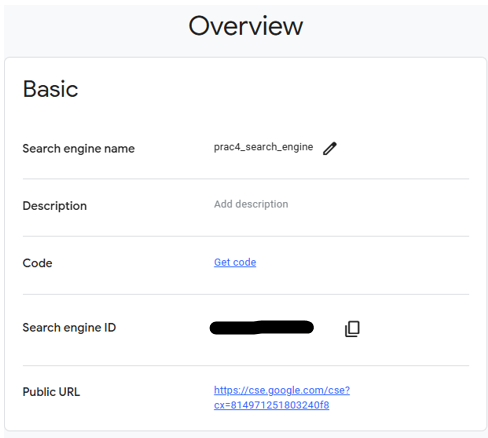 Overview
Basic
Search engine name
prac4_search_engine
Description
Add description
Code
Get code
Search engine ID
Public URL
https://cse.google.com/cse?
cx=814971251803240f8